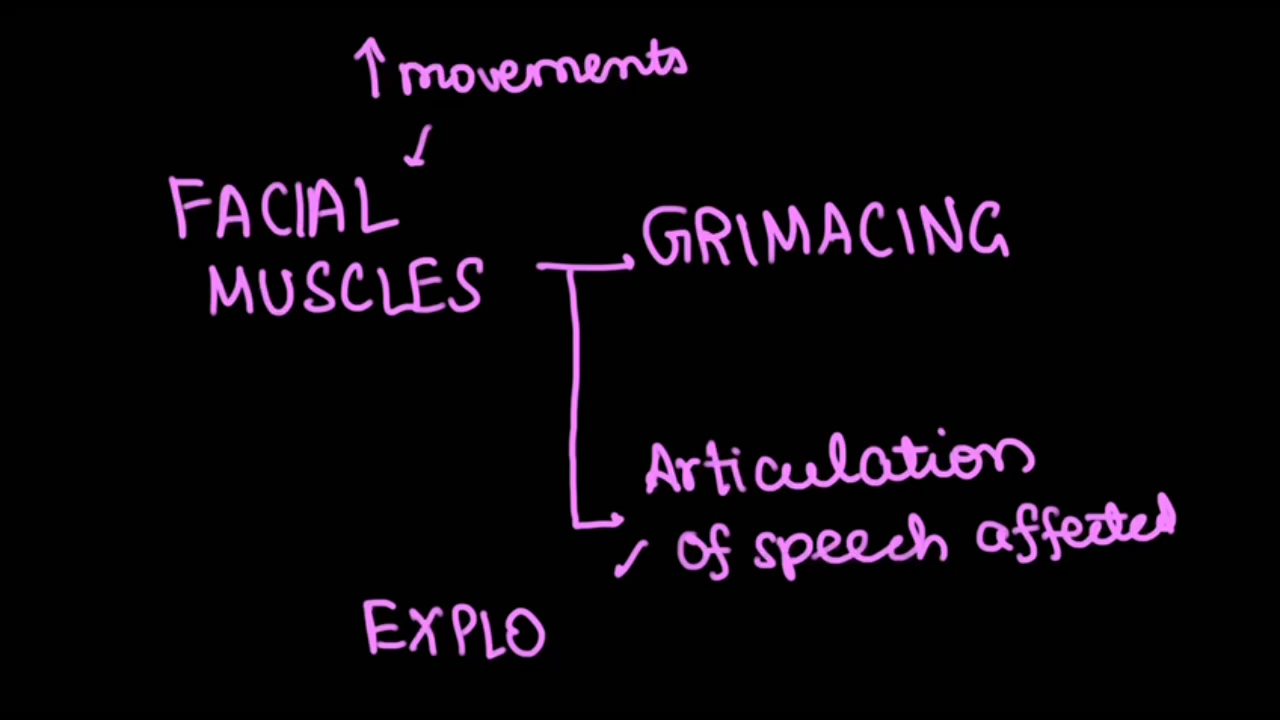 ↑ movements
FACIAL
MUSCLES
GRIMACING
Articulation
of speech affected
EXPLO